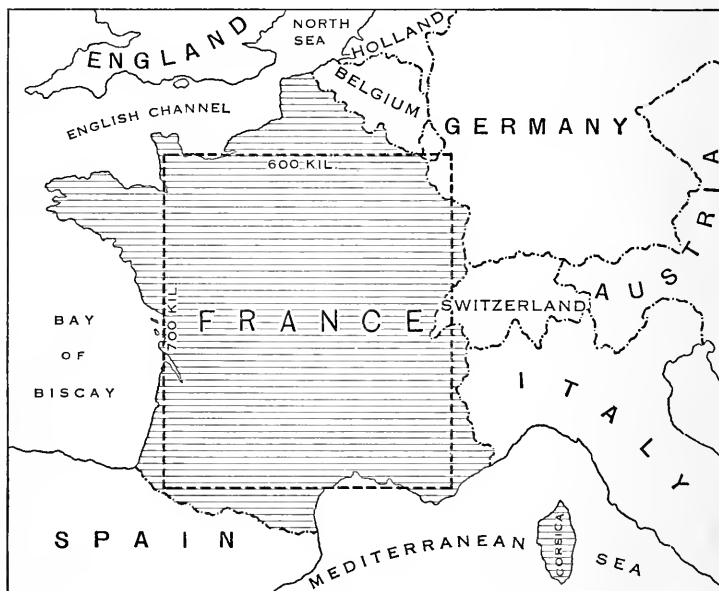 NORTH
SEA
ENGLAND
HOLLAND
BELGIUM
ENGLISH CHANNEL
GERMANY
600 KIL.
AUSTRIA
SWITZERLAND
700 KIL.
FRANCE
BAY
OF
BISCAY
ITALY
SPAIN
MEDITERRANEAN SEA
CORSICA